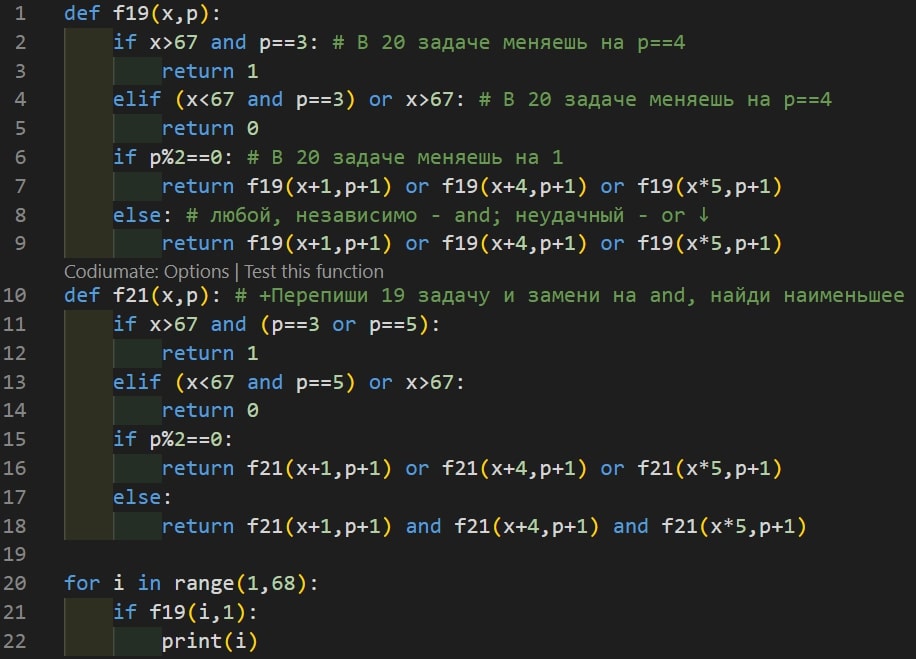 1 def f19(x,p):
2 if x>67 and p==3: # В 20 задаче меняешь на p==4
3 return 1
4 elif (x<67 and p==3) or x>67: # В 20 задаче меняешь на p==4
5 return 0
6 if p%2==0: # В 20 задаче меняешь на 1
7 return f19(x+1,p+1) or f19(x+4,p+1) or f19(x*5,p+1)
8 else: # любой, независимо - and; неудачный - or ↓
9 return f19(x+1,p+1) or f19(x+4,p+1) or f19(x*5,p+1)
Codiumate: Options | Test this function
10 def f21(x,p): # +Перепиши 19 задачу и замени на and, найди наименьшее
11 if x>67 and (p==3 or p==5):
12 return 1
13 elif (x<67 and p==5) or x>67:
14 return 0
15 if p%2==0:
16 return f21(x+1,p+1) or f21(x+4,p+1) or f21(x*5,p+1)
17 else:
18 return f21(x+1,p+1) and f21(x+4,p+1) and f21(x*5,p+1)
19
20 for i in range(1,68):
21 if f19(i,1):
22 print(i)